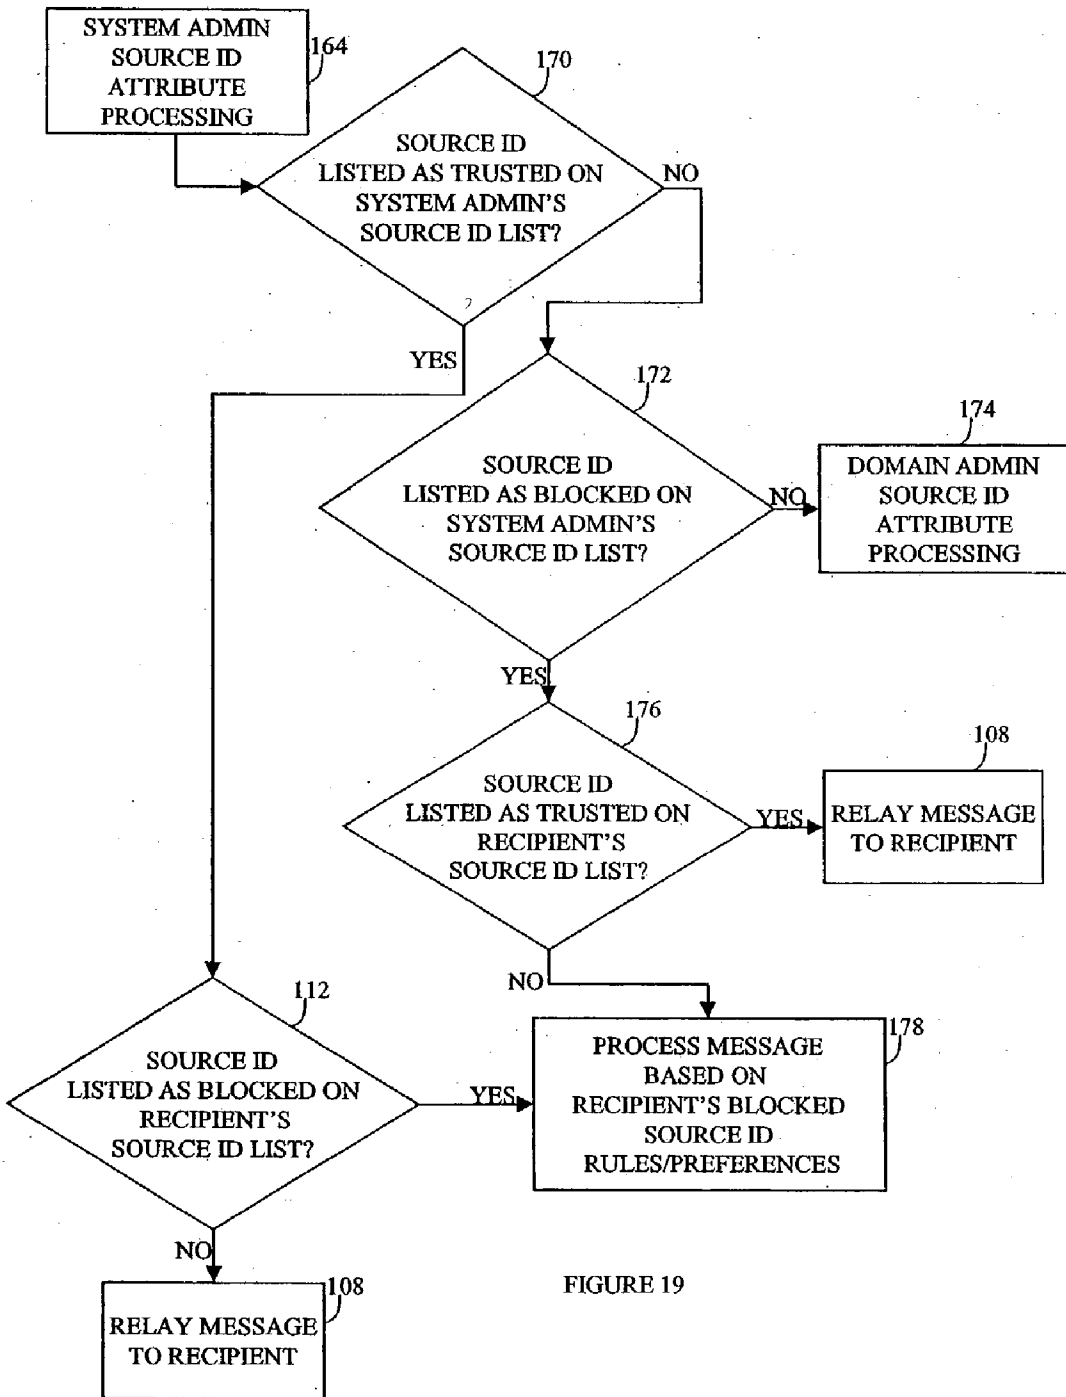 SYSTEM ADMIN
SOURCE ID
ATTRIBUTE
PROCESSING
164
170
SOURCE ID
LISTED AS TRUSTED ON
SYSTEM ADMIN'S
SOURCE ID LIST?
NO
YES
172
SOURCE ID
LISTED AS BLOCKED ON
SYSTEM ADMIN'S
SOURCE ID LIST?
NO
174
DOMAIN ADMIN
SOURCE ID
ATTRIBUTE
PROCESSING
YES
176
SOURCE ID
LISTED AS TRUSTED ON
RECIPIENT'S
SOURCE ID LIST?
YES
108
RELAY MESSAGE
TO RECIPIENT
NO
112
SOURCE ID
LISTED AS BLOCKED ON
RECIPIENT'S
SOURCE ID LIST?
YES
178
PROCESS MESSAGE
BASED ON
RECIPIENT'S BLOCKED
SOURCE ID
RULES/PREFERENCES
NO
108
RELAY MESSAGE
TO RECIPIENT
FIGURE 19